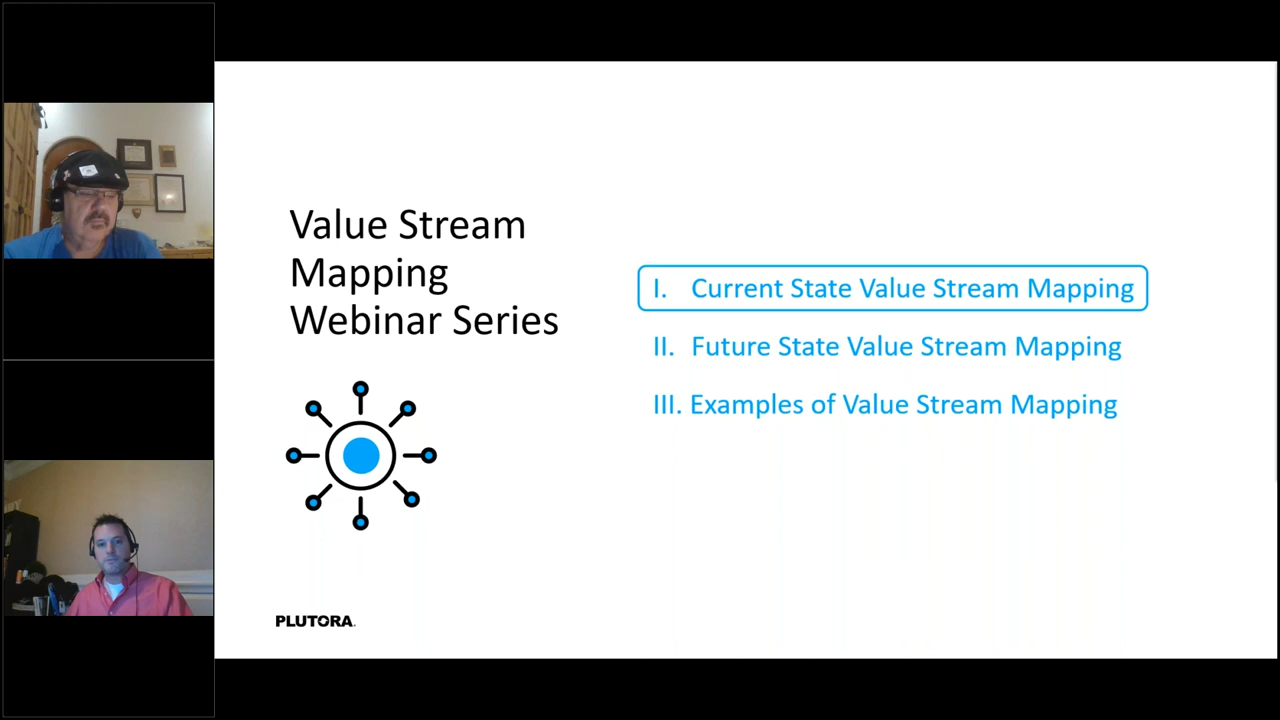 Value Stream
Mapping
Webinar Series
I. Current State Value Stream Mapping
II. Future State Value Stream Mapping
III. Examples of Value Stream Mapping
PLUTORA